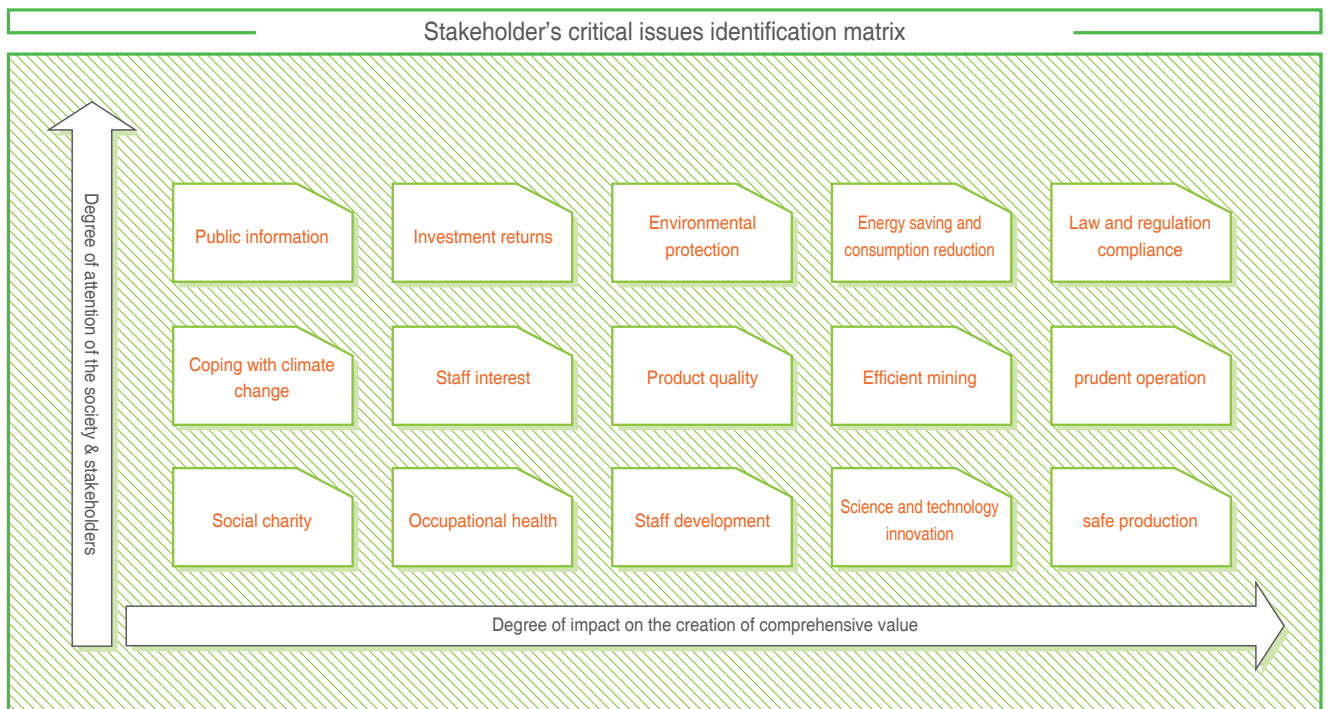 Stakeholder’s critical issues identification matrix
Degree of attention of the society & stakeholders
Public information
Investment returns
Environmental
protection
Energy saving and
consumption reduction
Law and regulation
compliance
Coping with climate
change
Staff interest
Product quality
Efficient mining
prudent operation
Social charity
Occupational health
Staff development
Science and technology
innovation
safe production
Degree of impact on the creation of comprehensive value